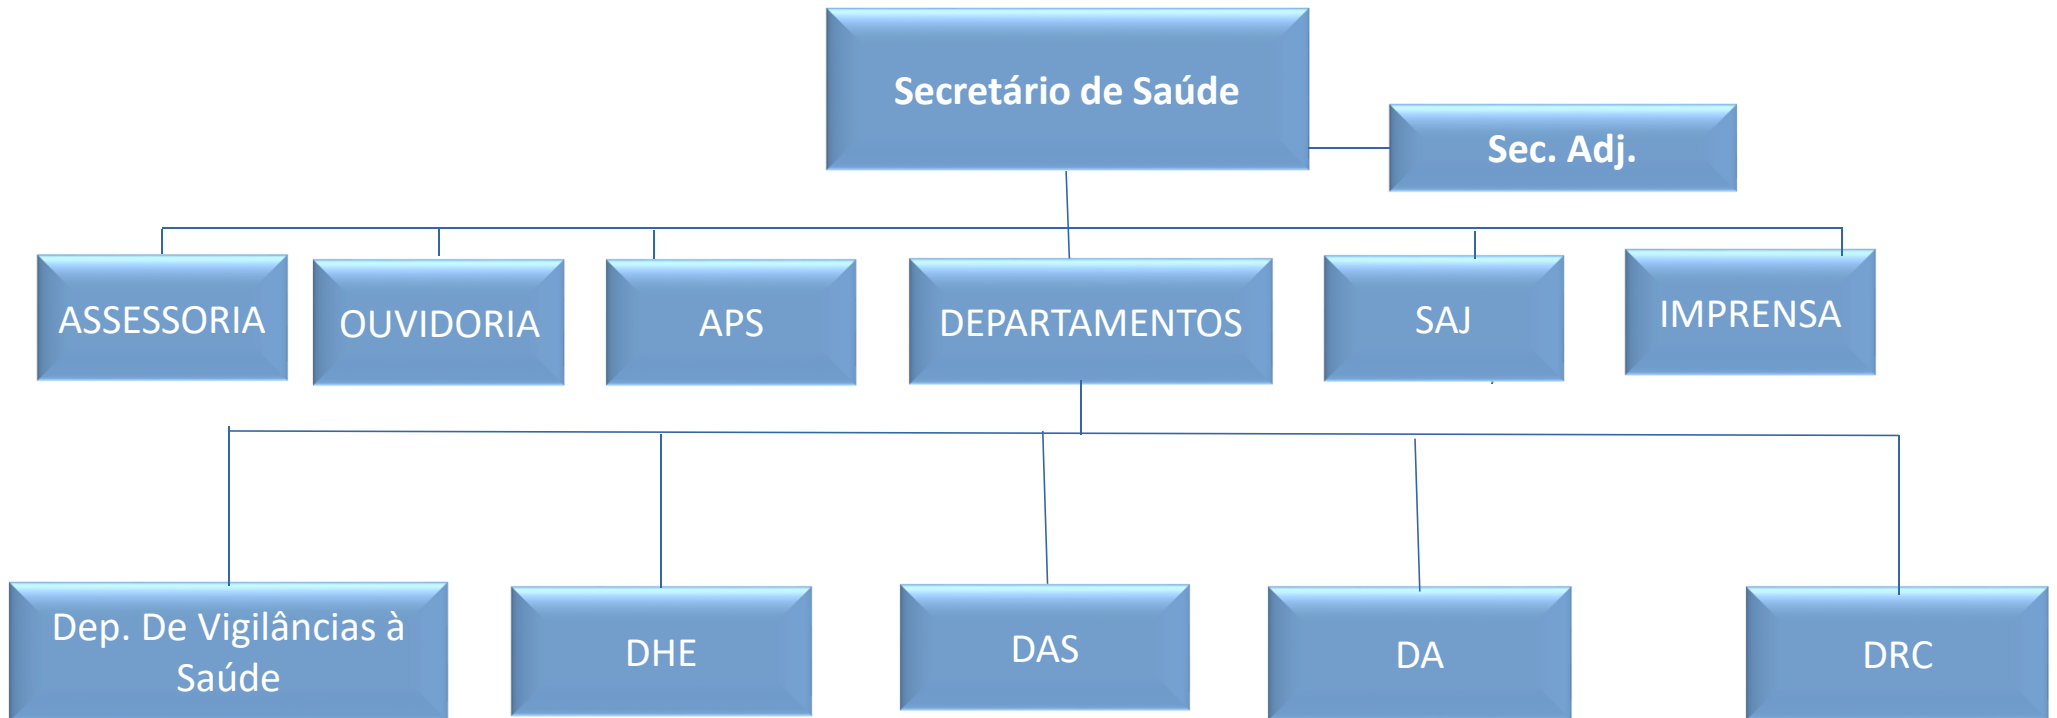 Secretário de Saúde
Sec. Adj.
ASSESSORIA
OUVIDORIA
APS
DEPARTAMENTOS
SAJ
IMPRENSA
Dep. De Vigilâncias à
Saúde
DHE
DAS
DA
DRC